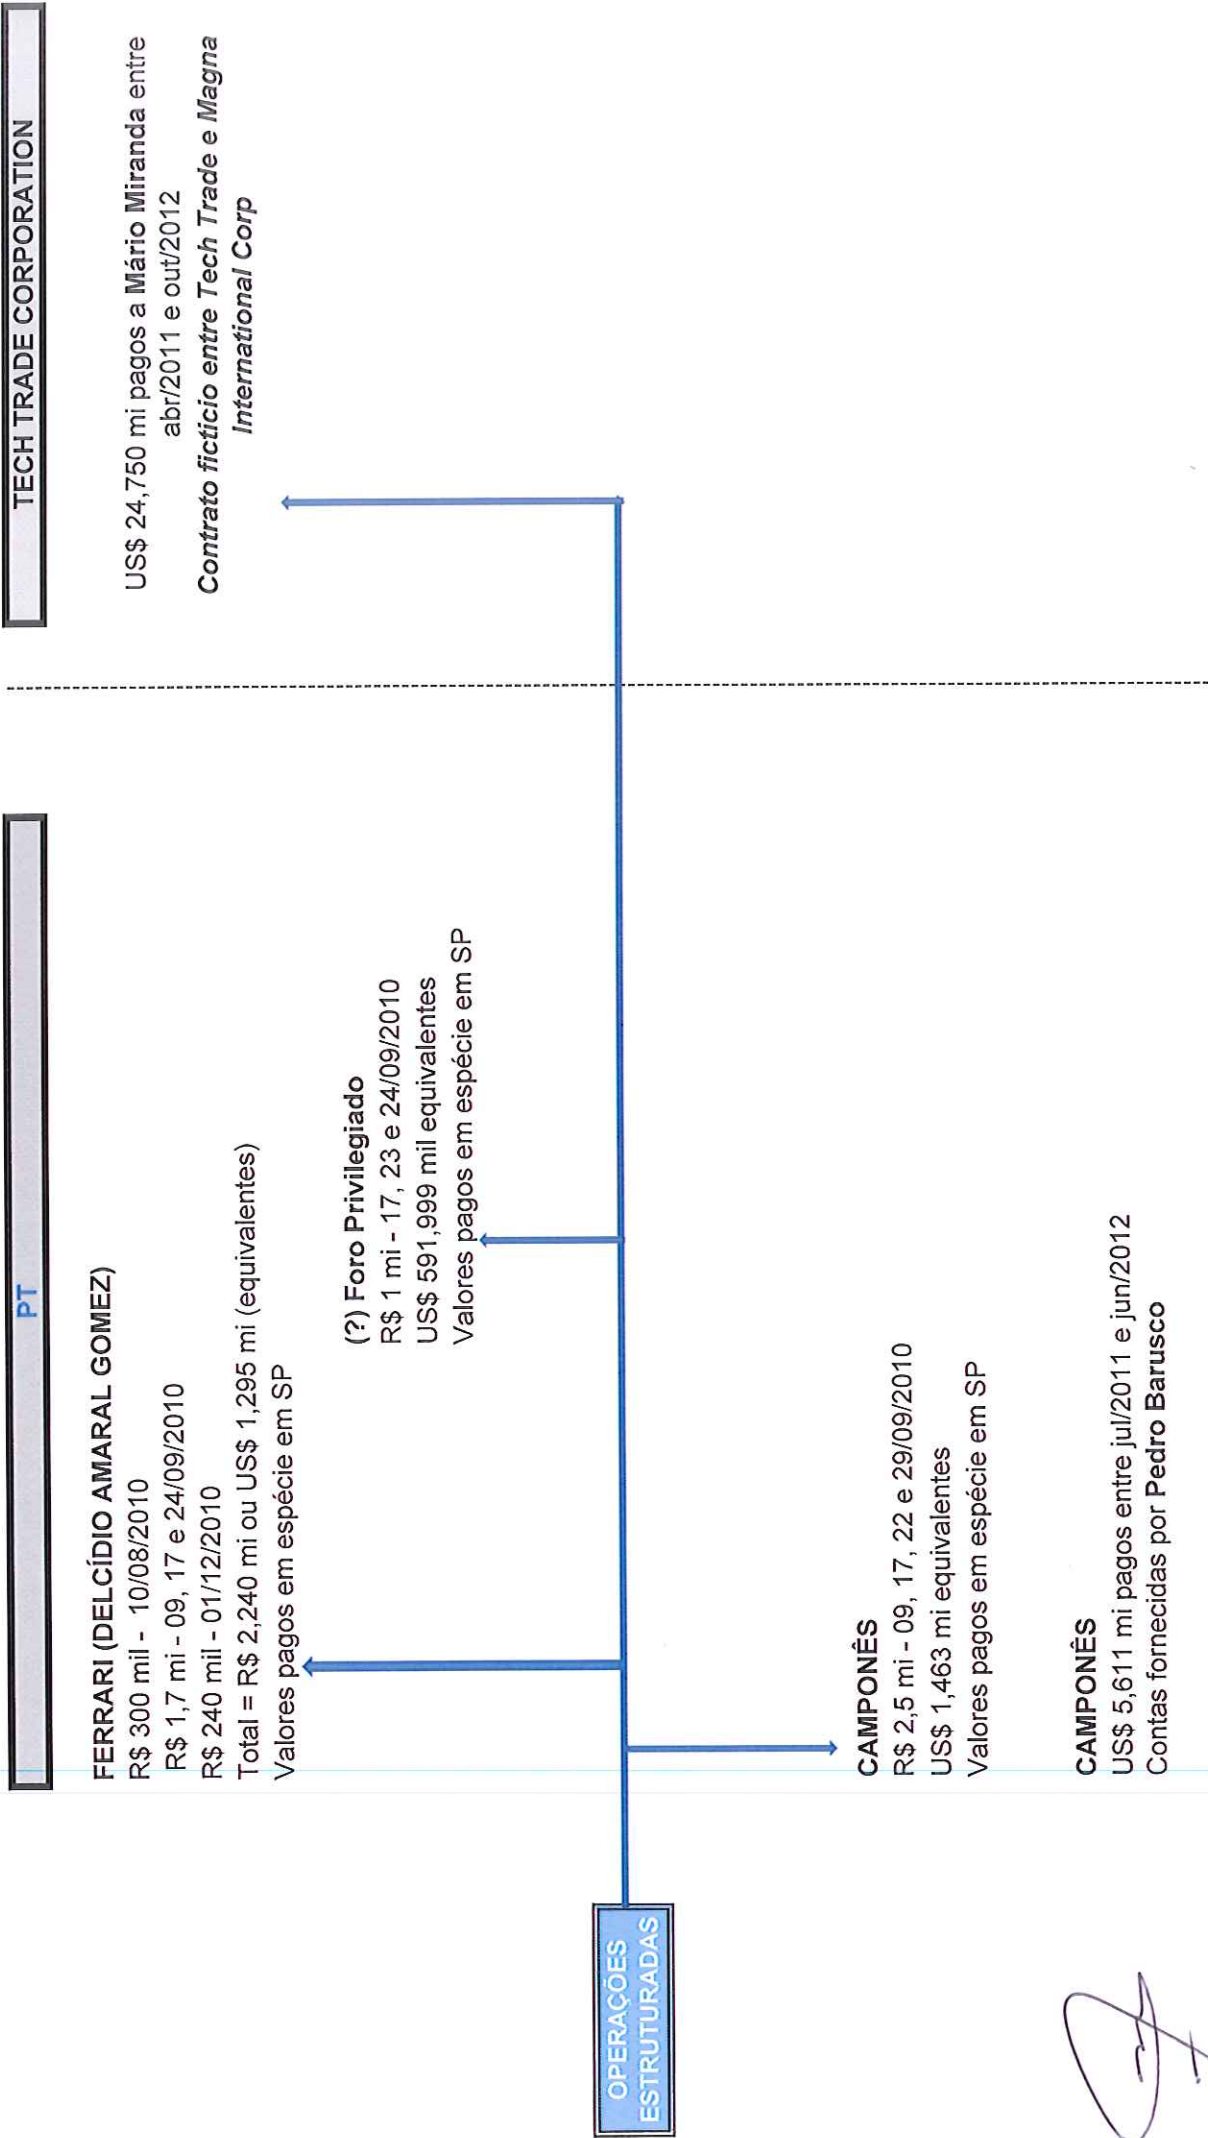 PT
TECH TRADE CORPORATION
FERRARI (DELCÍDIO AMARAL GOMEZ)
R$ 300 mil - 10/08/2010
R$ 1,7 mi - 09, 17 e 24/09/2010
R$ 240 mil - 01/12/2010
Total = R$ 2,240 mi ou US$ 1,295 mi (equivalentes)
Valores pagos em espécie em SP
US$ 24,750 mi pagos a Mário Miranda entre
abr/2011 e out/2012
Contrato ficticio entre Tech Trade e Magna
International Corp
(?) Foro Privilegiado
R$ 1 mi - 17, 23 e 24/09/2010
US$ 591,999 mil equivalentes
Valores pagos em espécie em SP
OPERAÇÕES
ESTRUTURADAS
CAMPONÊS
R$ 2,5 mi - 09, 17, 22 e 29/09/2010
US$ 1,463 mi equivalentes
Valores pagos em espécie em SP
CAMPONÊS
US$ 5,611 mi pagos entre jul/2011 e jun/2012
Contas fornecidas por Pedro Barusco